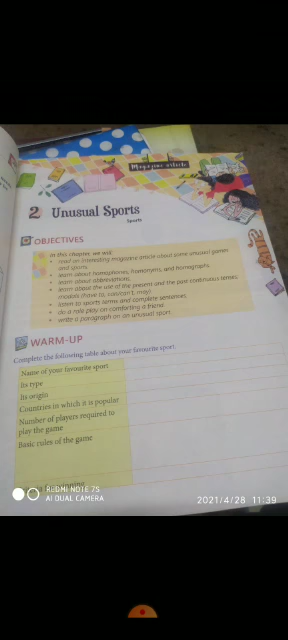 Magazine article
2 Unusual Sports
Sports
OBJECTIVES
In this chapter, we will:
• read an interesting magazine article about some unusual games
and sports.
• learn about homophones, homonyms, and homographs.
• learn about abbreviations.
• learn about the use of the present and the past continuous tenses
modals (have to, can/can't, may)
• listen to sports terms and complete sentences
• do a role play on comforting a friend
• write a paragraph on an unusual sport.
WARM-UP
Complete the following table about your favourite sport.
Name of your favourite sport
Its type
Its origin
Countries in which it is popular
Number of players required to
play the game
Basic rules of the game
REDMI NOTE 7S
AI DUAL CAMERA
2021/4/28 11:39